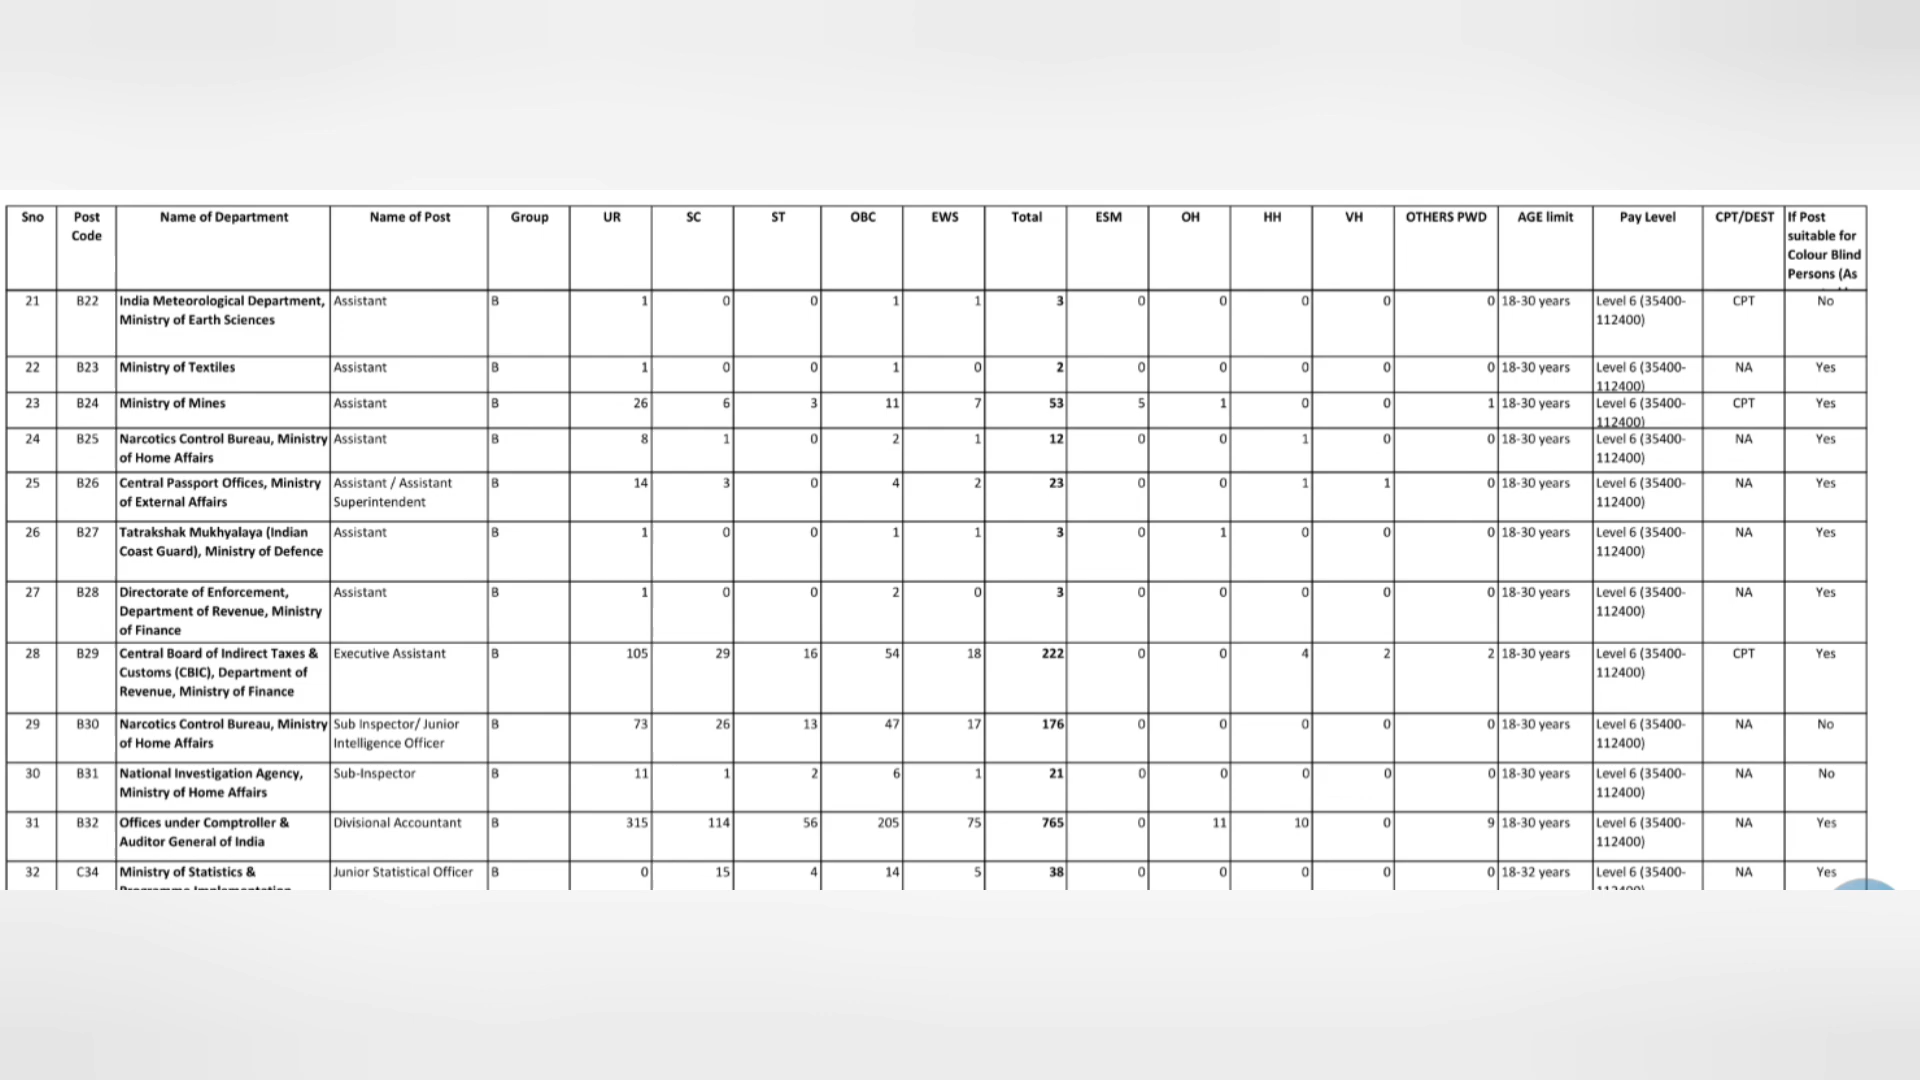 Sno Post Code Name of Department Name of Post Group UR SC ST OBC EWS Total ESM OH HH VH OTHERS PWD AGE limit Pay Level CPT/DEST If Post suitable for Colour Blind Persons (As
21 B22 India Meteorological Department, Ministry of Earth Sciences Assistant B 1 0 0 1 1 3 0 0 0 0 0 18-30 years Level 6 (35400-112400) CPT No
22 B23 Ministry of Textiles Assistant B 1 0 0 1 0 2 0 0 0 0 0 18-30 years Level 6 (35400-112400) NA Yes
23 B24 Ministry of Mines Assistant B 26 6 3 11 7 53 5 1 0 0 1 18-30 years Level 6 (35400-112400) CPT Yes
24 B25 Narcotics Control Bureau, Ministry of Home Affairs Assistant B 8 1 0 2 1 12 0 0 1 0 0 18-30 years Level 6 (35400-112400) NA Yes
25 B26 Central Passport Offices, Ministry of External Affairs Assistant / Assistant Superintendent B 14 3 0 4 2 23 0 0 1 1 0 18-30 years Level 6 (35400-112400) NA Yes
26 B27 Tatrakshak Mukhyalaya (Indian Coast Guard), Ministry of Defence Assistant B 1 0 0 1 1 3 0 1 0 0 0 18-30 years Level 6 (35400-112400) NA Yes
27 B28 Directorate of Enforcement, Department of Revenue, Ministry of Finance Assistant B 1 0 0 2 0 3 0 0 0 0 0 18-30 years Level 6 (35400-112400) NA Yes
28 B29 Central Board of Indirect Taxes & Customs (CBIC), Department of Revenue, Ministry of Finance Executive Assistant B 105 29 16 54 18 222 0 0 4 2 2 18-30 years Level 6 (35400-112400) CPT Yes
29 B30 Narcotics Control Bureau, Ministry of Home Affairs Sub Inspector/ Junior Intelligence Officer B 73 26 13 47 17 176 0 0 0 0 0 18-30 years Level 6 (35400-112400) NA No
30 B31 National Investigation Agency, Ministry of Home Affairs Sub-Inspector B 11 1 2 6 1 21 0 0 0 0 0 18-30 years Level 6 (35400-112400) NA No
31 B32 Offices under Comptroller & Auditor General of India Divisional Accountant B 315 114 56 205 75 765 0 11 10 0 9 18-30 years Level 6 (35400-112400) NA Yes
32 C34 Ministry of Statistics & Junior Statistical Officer B 0 15 4 14 5 38 0 0 0 0 0 18-32 years Level 6 (35400- NA Yes